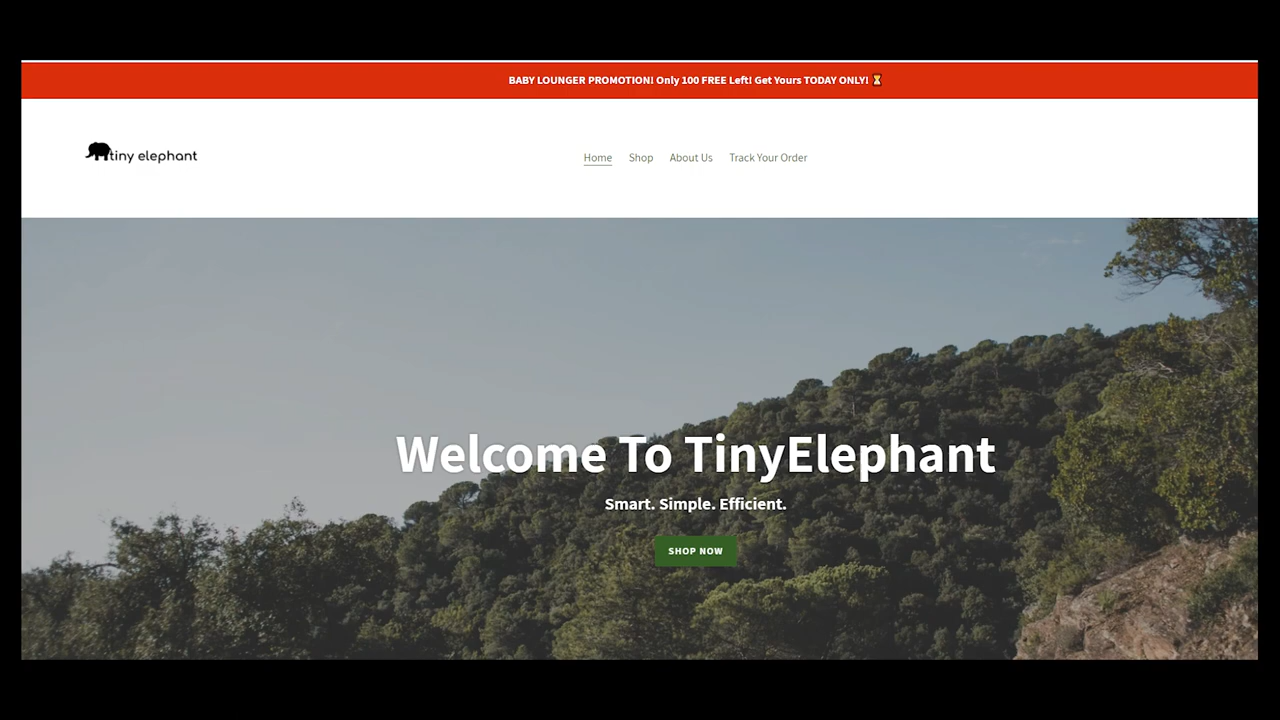 BABY LOUNGER PROMOTION! Only 100 FREE Left! Get Yours TODAY ONLY! ⏳
tiny elephant
Home Shop About Us Track Your Order
Welcome To TinyElephant
Smart. Simple. Efficient.
SHOP NOW